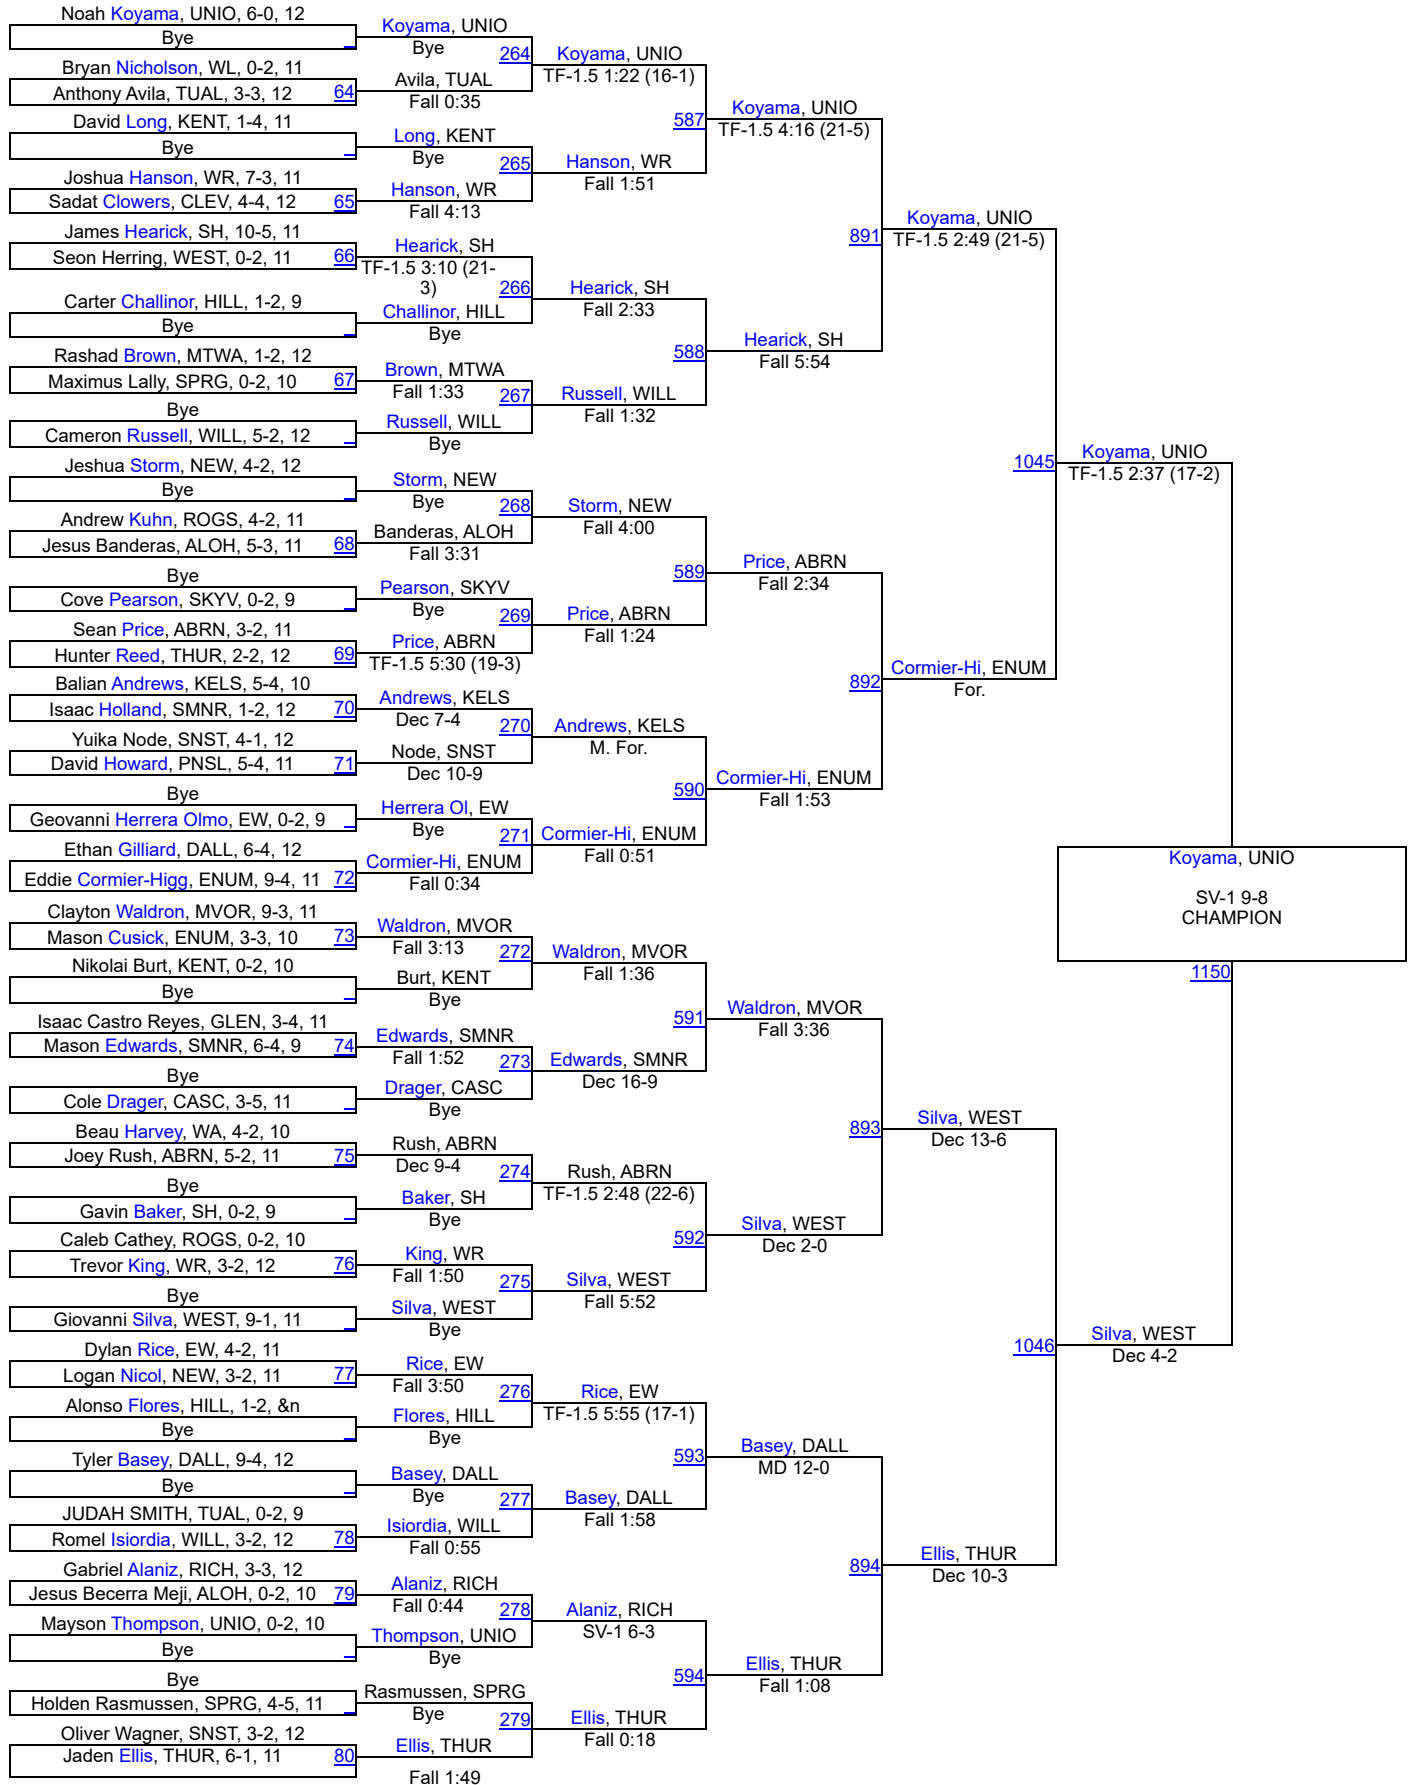 Noah Koyama, UNIO, 6-0, 12
Bye
Bryan Nicholson, WL, 0-2, 11
Anthony Avila, TUAL, 3-3, 12 64
David Long, KENT, 1-4, 11
Bye
Joshua Hanson, WR, 7-3, 11
Sadat Clowers, CLEV, 4-4, 12 65
James Hearick, SH, 10-5, 11
Seon Herring, WEST, 0-2, 11 66
Carter Challinor, HILL, 1-2, 9
Bye
Rashad Brown, MTWA, 1-2, 12
Maximus Lally, SPRG, 0-2, 10 67
Bye
Cameron Russell, WILL, 5-2, 12
Jeshua Storm, NEW, 4-2, 12
Bye
Andrew Kuhn, ROGS, 4-2, 11
Jesus Banderas, ALOH, 5-3, 11 68
Bye
Cove Pearson, SKYV, 0-2, 9
Sean Price, ABRN, 3-2, 11
Hunter Reed, THUR, 2-2, 12 69
Balian Andrews, KELS, 5-4, 10
Isaac Holland, SMNR, 1-2, 12 70
Yuika Node, SNST, 4-1, 12
David Howard, PNSL, 5-4, 11 71
Bye
Geovanni Herrera Olmo, EW, 0-2, 9
Ethan Gilliard, DALL, 6-4, 12
Eddie Cormier-Higg, ENUM, 9-4, 11 72
Clayton Waldron, MVOR, 9-3, 11
Mason Cusick, ENUM, 3-3, 10 73
Nikolai Burt, KENT, 0-2, 10
Bye
Isaac Castro Reyes, GLEN, 3-4, 11
Mason Edwards, SMNR, 6-4, 9 74
Bye
Cole Drager, CASC, 3-5, 11
Beau Harvey, WA, 4-2, 10
Joey Rush, ABRN, 5-2, 11 75
Bye
Gavin Baker, SH, 0-2, 9
Caleb Cathey, ROGS, 0-2, 10
Trevor King, WR, 3-2, 12 76
Bye
Giovanni Silva, WEST, 9-1, 11
Dylan Rice, EW, 4-2, 11
Logan Nicol, NEW, 3-2, 11 77
Alonso Flores, HILL, 1-2, &n
Bye
Tyler Basey, DALL, 9-4, 12
Bye
JUDAH SMITH, TUAL, 0-2, 9
Romel Isiordia, WILL, 3-2, 12 78
Gabriel Alaniz, RICH, 3-3, 12
Jesus Becerra Meji, ALOH, 0-2, 10 79
Mayson Thompson, UNIO, 0-2, 10
Bye
Bye
Holden Rasmussen, SPRG, 4-5, 11
Oliver Wagner, SNST, 3-2, 12
Jaden Ellis, THUR, 6-1, 11 80
Koyama, UNIO
Bye
264
Avila, TUAL
Fall 0:35
Long, KENT
Bye
265
Hanson, WR
Fall 4:13
Hearick, SH
TF-1.5 3:10 (21-
3)
266
Challinor, HILL
Bye
Brown, MTWA
Fall 1:33
267
Russell, WILL
Bye
Storm, NEW
Bye
268
Banderas, ALOH
Fall 3:31
Pearson, SKYV
Bye
269
Price, ABRN
TF-1.5 5:30 (19-3)
Andrews, KELS
Dec 7-4
270
Node, SNST
Dec 10-9
Herrera Ol, EW
Bye
271
Cormier-Hi, ENUM
Fall 0:34
Waldron, MVOR
Fall 3:13
272
Burt, KENT
Bye
Edwards, SMNR
Fall 1:52
273
Drager, CASC
Bye
Rush, ABRN
Dec 9-4
274
Baker, SH
Bye
King, WR
Fall 1:50
275
Silva, WEST
Bye
Rice, EW
Fall 3:50
276
Flores, HILL
Bye
Basey, DALL
Bye
277
Isiordia, WILL
Fall 0:55
Alaniz, RICH
Fall 0:44
278
Thompson, UNIO
Bye
Rasmussen, SPRG
Bye
279
Ellis, THUR
Fall 1:49
Koyama, UNIO
TF-1.5 1:22 (16-1)
587
Hanson, WR
Fall 1:51
Hearick, SH
Fall 2:33
588
Russell, WILL
Fall 1:32
Storm, NEW
Fall 4:00
589
Price, ABRN
Fall 1:24
Andrews, KELS
M. For.
590
Cormier-Hi, ENUM
Fall 0:51
Waldron, MVOR
Fall 1:36
591
Edwards, SMNR
Dec 16-9
Rush, ABRN
TF-1.5 2:48 (22-6)
592
Silva, WEST
Fall 5:52
Rice, EW
TF-1.5 5:55 (17-1)
593
Basey, DALL
Fall 1:58
Alaniz, RICH
SV-1 6-3
594
Ellis, THUR
Fall 0:18
Koyama, UNIO
TF-1.5 4:16 (21-5)
891
Hearick, SH
Fall 5:54
Price, ABRN
Fall 2:34
892
Cormier-Hi, ENUM
Fall 1:53
Waldron, MVOR
Fall 3:36
893
Silva, WEST
Dec 2-0
Basey, DALL
MD 12-0
894
Ellis, THUR
Fall 1:08
Koyama, UNIO
TF-1.5 2:49 (21-5)
1045
Cormier-Hi, ENUM
For.
Silva, WEST
Dec 13-6
1046
Ellis, THUR
Dec 10-3
Koyama, UNIO
TF-1.5 2:37 (17-2)
Koyama, UNIO
SV-1 9-8
CHAMPION
1150
Silva, WEST
Dec 4-2